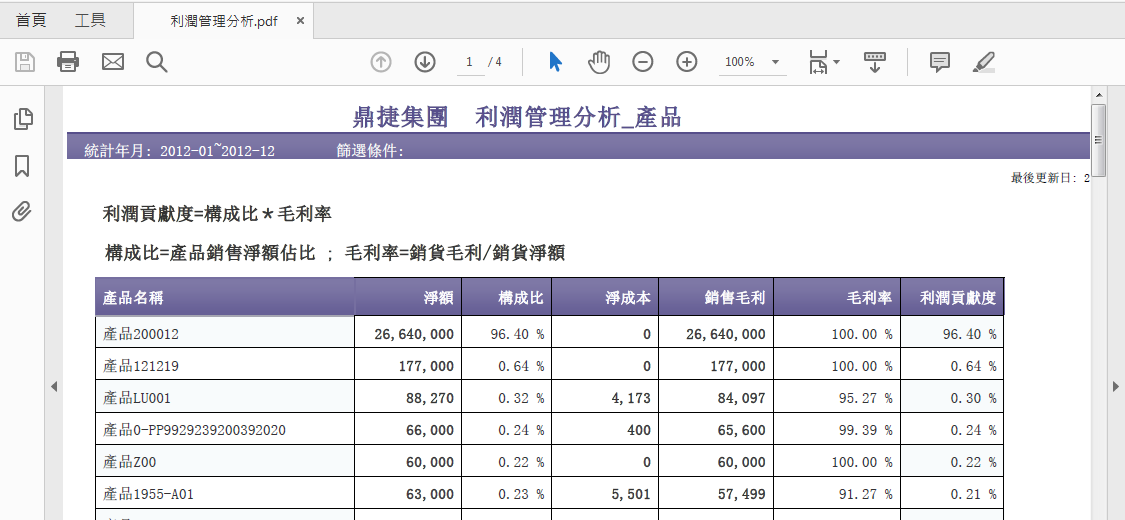 首頁 工具 利潤管理分析.pdf ×
1 / 4 100%
鼎捷集團 利潤管理分析_產品
統計年月: 2012-01~2012-12 篩選條件:
最後更新日: 2
利潤貢獻度=構成比*毛利率
構成比=產品銷售淨額佔比 ; 毛利率=銷貨毛利/銷貨淨額
產品名稱 淨額 構成比 淨成本 銷售毛利 毛利率 利潤貢獻度
產品200012 26,640,000 96.40 % 0 26,640,000 100.00 % 96.40 %
產品121219 177,000 0.64 % 0 177,000 100.00 % 0.64 %
產品LU001 88,270 0.32 % 4,173 84,097 95.27 % 0.30 %
產品0-PP9929239200392020 66,000 0.24 % 400 65,600 99.39 % 0.24 %
產品Z00 60,000 0.22 % 0 60,000 100.00 % 0.22 %
產品1955-A01 63,000 0.23 % 5,501 57,499 91.27 % 0.21 %